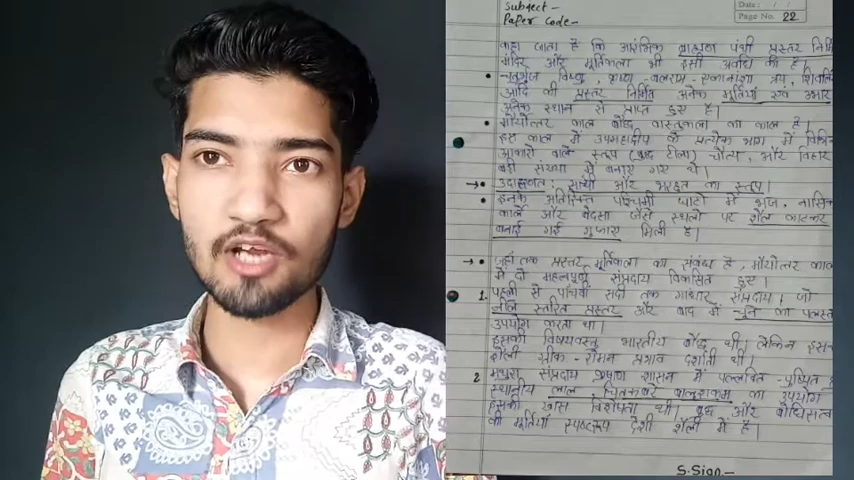 Subject-
Paper Code-
Date: / /
Page No. 22
कहा जाता है कि आरंभिक ब्राह्मण पंथी प्रस्तर निर्मि
मंदिर और मूर्तिकला भी इसी अवधि की है।
चतुर्भुज विष्णु, कृष्ण-बलराम-एकानांशा त्रय, शिवलिं
आदि की प्रस्तर निर्मित अनेक मूर्तियां एवं उभार
अनेक स्थान से प्राप्त हुए हैं।
मौर्योत्तर काल बौद्ध वास्तुकला का काल है।
इस काल में उपमहाद्वीप के प्रत्येक भाग में विभिन
आकारों वाले स्तूप (बुद्ध टीला) चैत्य, और विहार
बड़ी संख्या में बनाए गए थे।
उदाहरणत: सांची और भरहुत का स्तूप।
इनके अतिरिक्त पश्चिमी घाटों में भुज, नासिक
कार्ले और बेदसा जैसे स्थलों पर शैल काटकर
बनाई गई गुफाएं मिली हैं।
जहां तक प्रस्तर मूर्तिकला का संबंध है, मौर्योत्तर काल
में दो महत्वपूर्ण संप्रदाय विकसित हुए।
1. पहली से पांचवी सदी तक गांधार संप्रदाय, जो
नीले स्तरित प्रस्तर और बाद में चूने का पलस्त
उपयोग करता था।
इसकी विषयवस्तु भारतीय बौद्ध थी। लेकिन इसक
शैली ग्रीक-रोमन प्रभाव दर्शाती थी।
2 मथुरा संप्रदाय कुषाण शासन में पल्लवित-पुष्पित ह
स्थानीय लाल चित्तकबर बालुकाश्म का उपयोग
इसकी खास विशेषता थी। बुद्ध और बोधिसत्व
की मूर्तियां स्पष्टरूप देशी शैली में हैं।
S.Sign.-